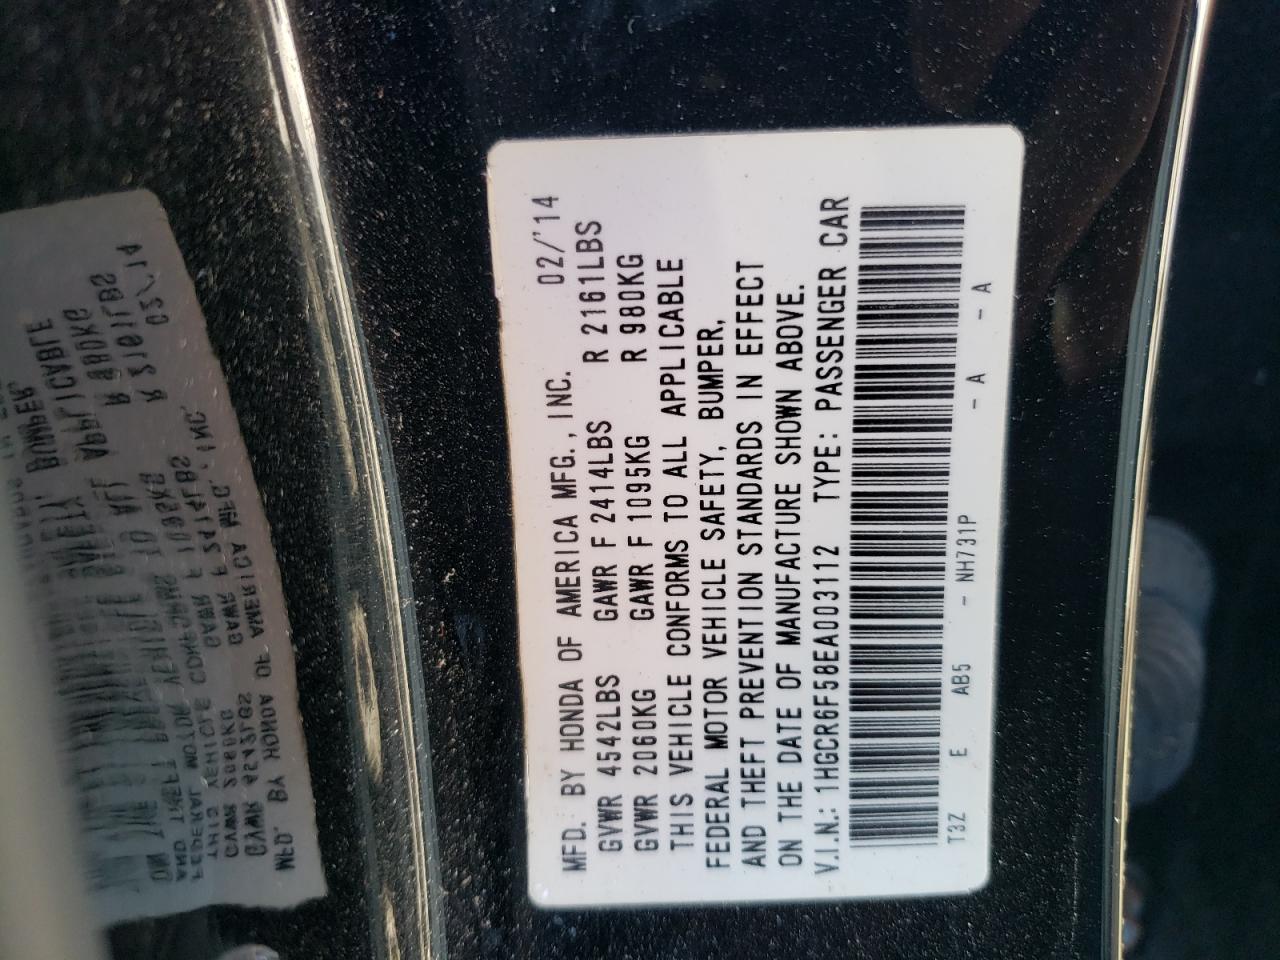 MFD. BY HONDA OF AMERICA MFG., INC. 02/'14
GVWR 4542LBS GAWR F 2414LBS R 2161LBS
GVWR 2060KG GAWR F 1095KG R 980KG
THIS VEHICLE CONFORMS TO ALL APPLICABLE
FEDERAL MOTOR VEHICLE SAFETY, BUMPER,
AND THEFT PREVENTION STANDARDS IN EFFECT
ON THE DATE OF MANUFACTURE SHOWN ABOVE.
V.I.N.: 1HGCR6F58EA003112 TYPE: PASSENGER CAR
T3Z E AB5 - NH731P - A - A